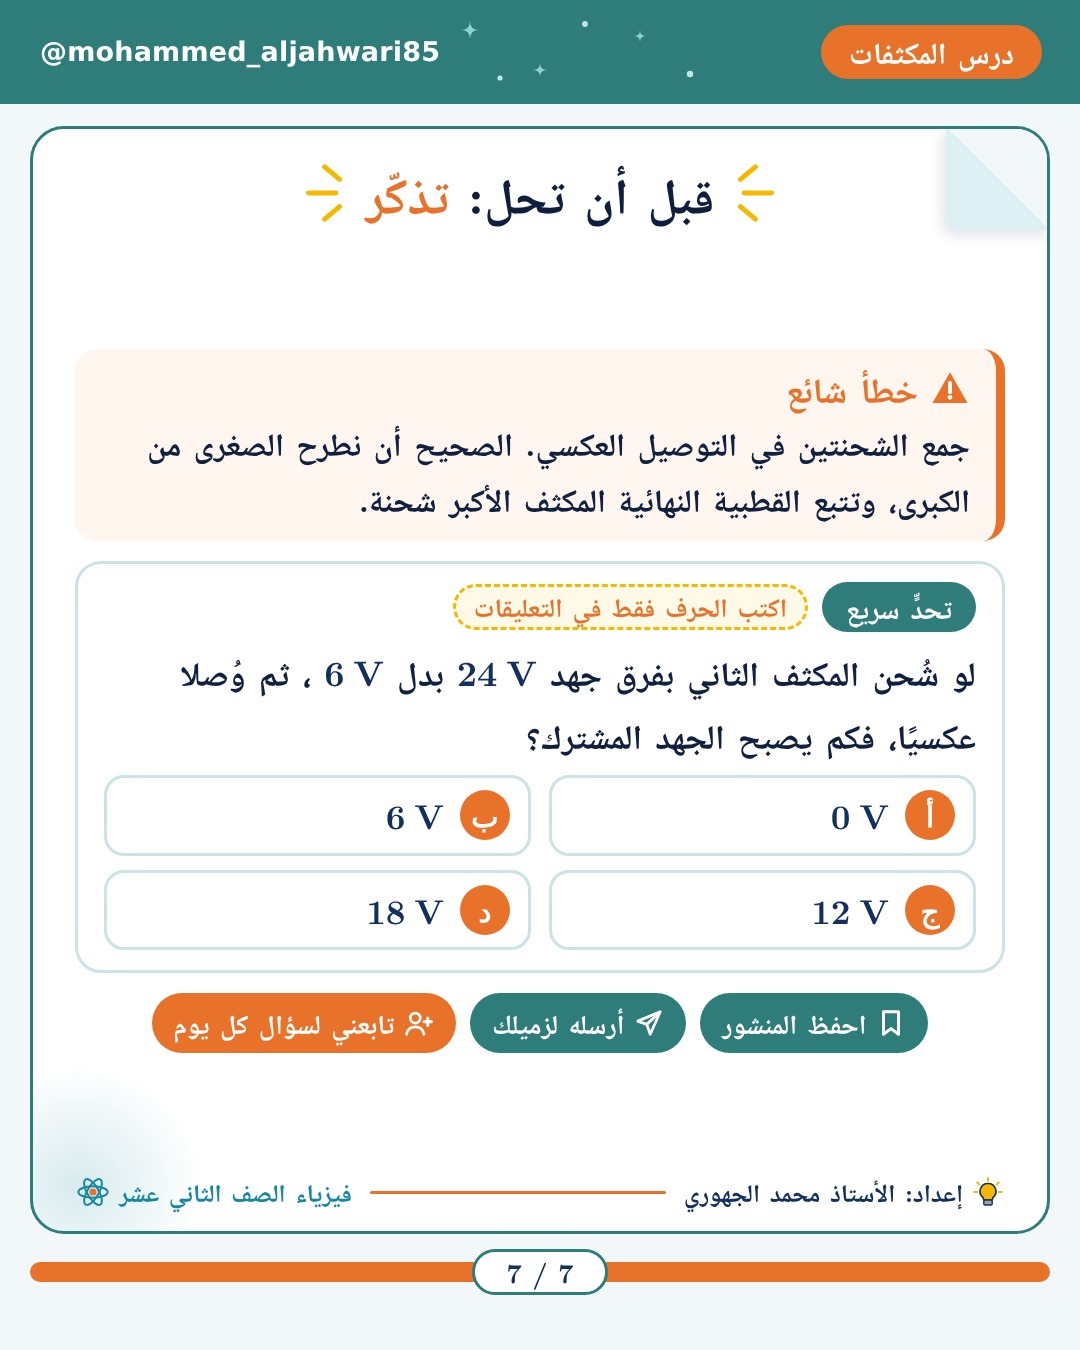 درس المكثفات
@mohammed_aljahwari85
قبل أن تحل: تذكّر
خطأ شائع
جمع الشحنتين في التوصيل العكسي. الصحيح أن نطرح الصغرى من
الكبرى، وتتبع القطبية النهائية المكثف الأكبر شحنة.
تحدٍّ سريع
اكتب الحرف فقط في التعليقات
لو شُحن المكثف الثاني بفرق جهد 24 V بدل 6 V ، ثم وُصلا
عكسيًا، فكم يصبح الجهد المشترك؟
أ 0 V
ب 6 V
ج 12 V
د 18 V
احفظ المنشور
أرسله لزميلك
تابعني لسؤال كل يوم
إعداد: الأستاذ محمد الجهوري
فيزياء الصف الثاني عشر
7 / 7